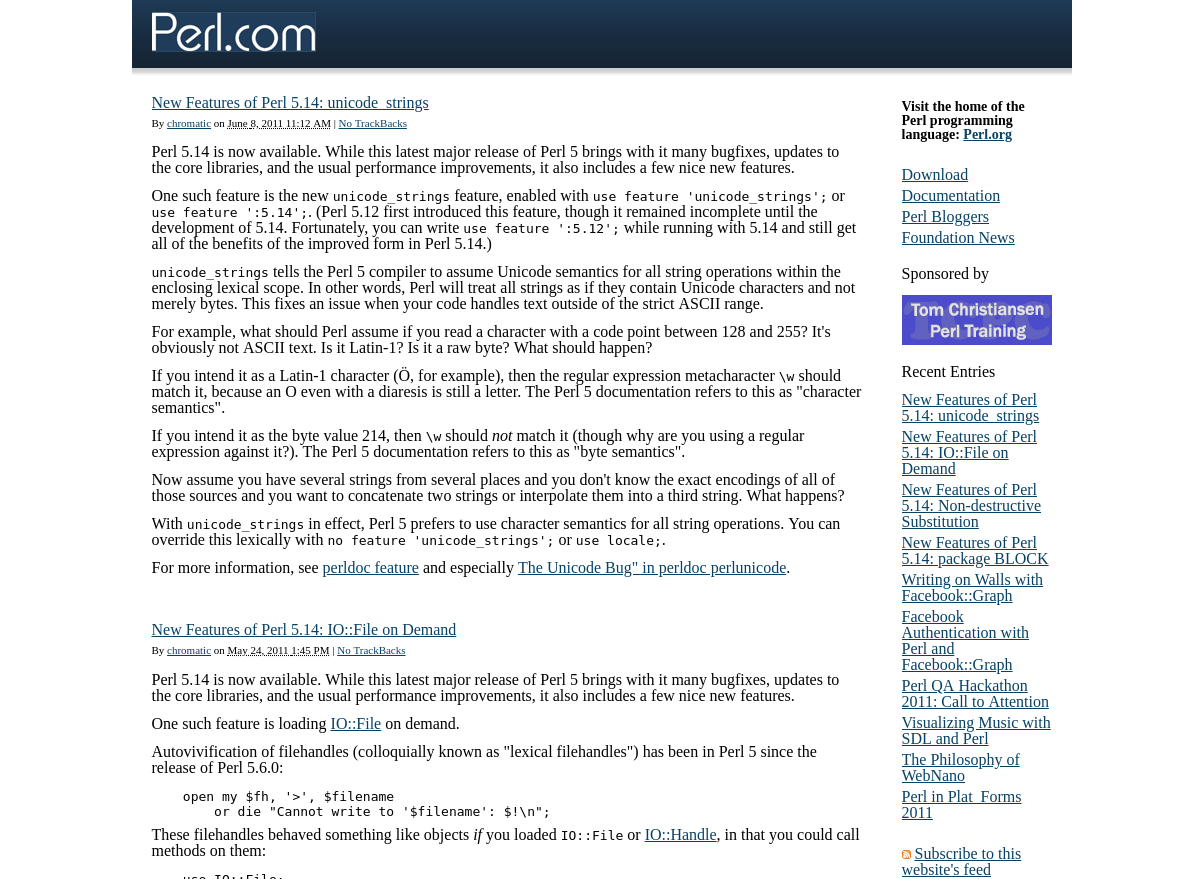 Perl.com
New Features of Perl 5.14: unicode_strings
By chromatic on June 8, 2011 11:12 AM | No TrackBacks
Perl 5.14 is now available. While this latest major release of Perl 5 brings with it many bugfixes, updates to
the core libraries, and the usual performance improvements, it also includes a few nice new features.
One such feature is the new unicode_strings feature, enabled with use feature 'unicode_strings'; or
use feature ':5.14';. (Perl 5.12 first introduced this feature, though it remained incomplete until the
development of 5.14. Fortunately, you can write use feature ':5.12'; while running with 5.14 and still get
all of the benefits of the improved form in Perl 5.14.)
unicode_strings tells the Perl 5 compiler to assume Unicode semantics for all string operations within the
enclosing lexical scope. In other words, Perl will treat all strings as if they contain Unicode characters and not
merely bytes. This fixes an issue when your code handles text outside of the strict ASCII range.
For example, what should Perl assume if you read a character with a code point between 128 and 255? It's
obviously not ASCII text. Is it Latin-1? Is it a raw byte? What should happen?
If you intend it as a Latin-1 character (Ö, for example), then the regular expression metacharacter \w should
match it, because an O even with a diaresis is still a letter. The Perl 5 documentation refers to this as "character
semantics".
If you intend it as the byte value 214, then \w should not match it (though why are you using a regular
expression against it?). The Perl 5 documentation refers to this as "byte semantics".
Now assume you have several strings from several places and you don't know the exact encodings of all of
those sources and you want to concatenate two strings or interpolate them into a third string. What happens?
With unicode_strings in effect, Perl 5 prefers to use character semantics for all string operations. You can
override this lexically with no feature 'unicode_strings'; or use locale;.
For more information, see perldoc feature and especially The Unicode Bug" in perldoc perlunicode.
New Features of Perl 5.14: IO::File on Demand
By chromatic on May 24, 2011 1:45 PM | No TrackBacks
Perl 5.14 is now available. While this latest major release of Perl 5 brings with it many bugfixes, updates to
the core libraries, and the usual performance improvements, it also includes a few nice new features.
One such feature is loading IO::File on demand.
Autovivification of filehandles (colloquially known as "lexical filehandles") has been in Perl 5 since the
release of Perl 5.6.0:
open my $fh, '>', $filename
or die "Cannot write to '$filename': $!\n";
These filehandles behaved something like objects if you loaded IO::File or IO::Handle, in that you could call
methods on them:
use IO::File;
Visit the home of the
Perl programming
language: Perl.org
Download
Documentation
Perl Bloggers
Foundation News
Sponsored by
Tom Christiansen
Perl Training
Recent Entries
New Features of Perl
5.14: unicode_strings
New Features of Perl
5.14: IO::File on
Demand
New Features of Perl
5.14: Non-destructive
Substitution
New Features of Perl
5.14: package BLOCK
Writing on Walls with
Facebook::Graph
Facebook
Authentication with
Perl and
Facebook::Graph
Perl QA Hackathon
2011: Call to Attention
Visualizing Music with
SDL and Perl
The Philosophy of
WebNano
Perl in Plat_Forms
2011
Subscribe to this
website's feed